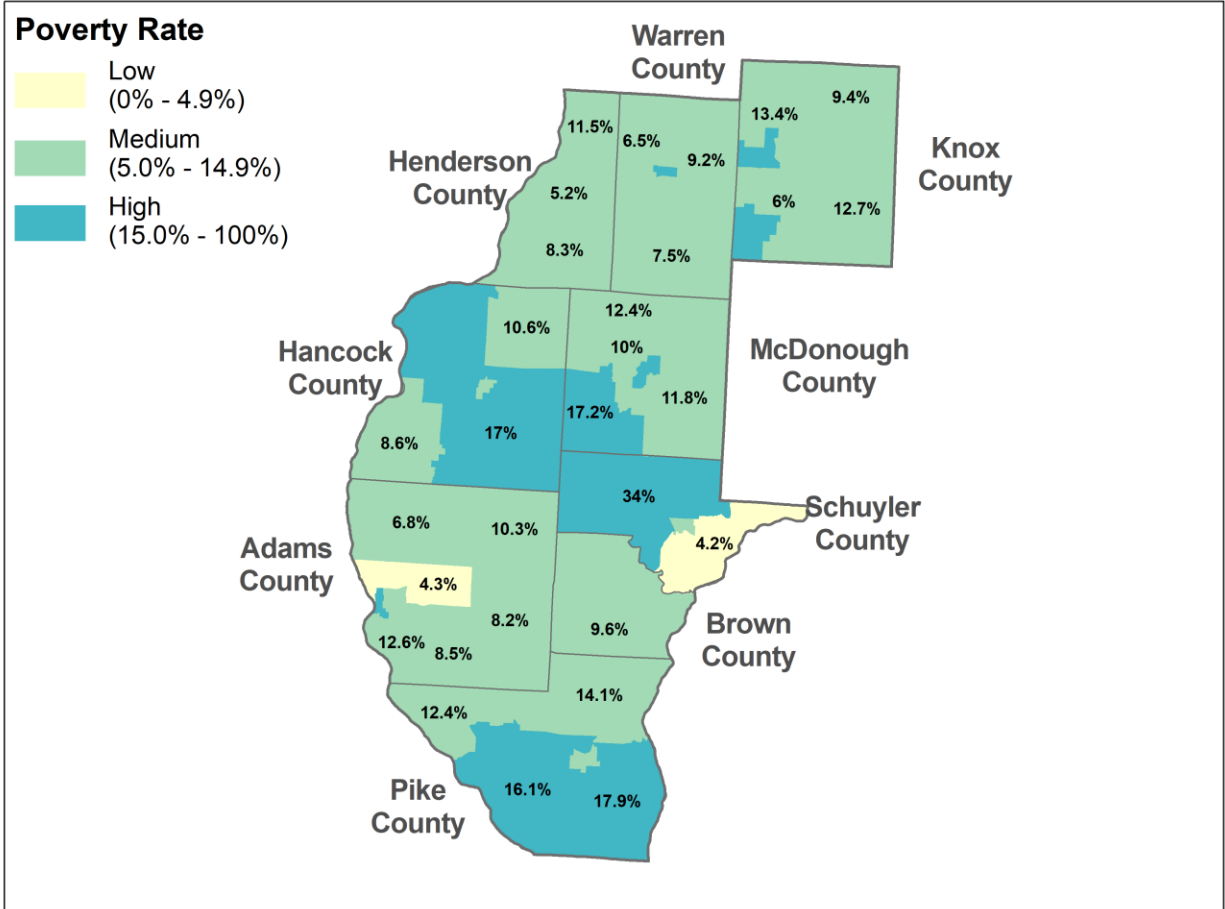 Poverty Rate
Low
(0% - 4.9%)
Medium
(5.0% - 14.9%)
High
(15.0% - 100%)
Warren
County
Henderson
County
Knox
County
11.5%
6.5%
9.2%
13.4%
9.4%
5.2%
6%
12.7%
8.3%
7.5%
Hancock
County
McDonough
County
10.6%
12.4%
10%
17.2%
11.8%
17%
8.6%
34%
Schuyler
County
4.2%
Adams
County
6.8%
10.3%
4.3%
8.2%
12.6%
8.5%
Brown
County
9.6%
14.1%
12.4%
Pike
County
16.1%
17.9%